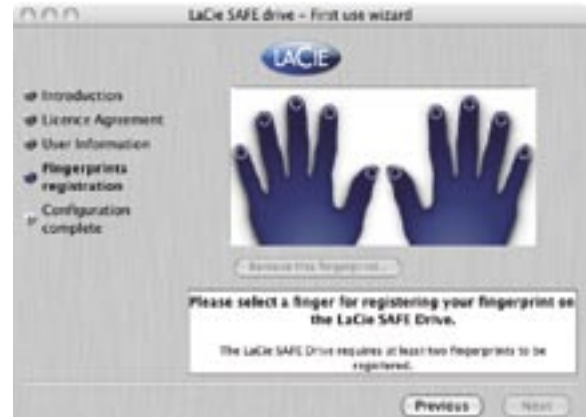 LaCie SAFE drive – First use wizard
LACIE
Introduction
Licence Agreement
User Information
Fingerprints
registration
Configuration
complete
Remove this fingerprint...
Please select a finger for registering your fingerprint on
the LaCie SAFE Drive.
The LaCie SAFE Drive requires at least two fingerprints to be
registered.
Previous
Next